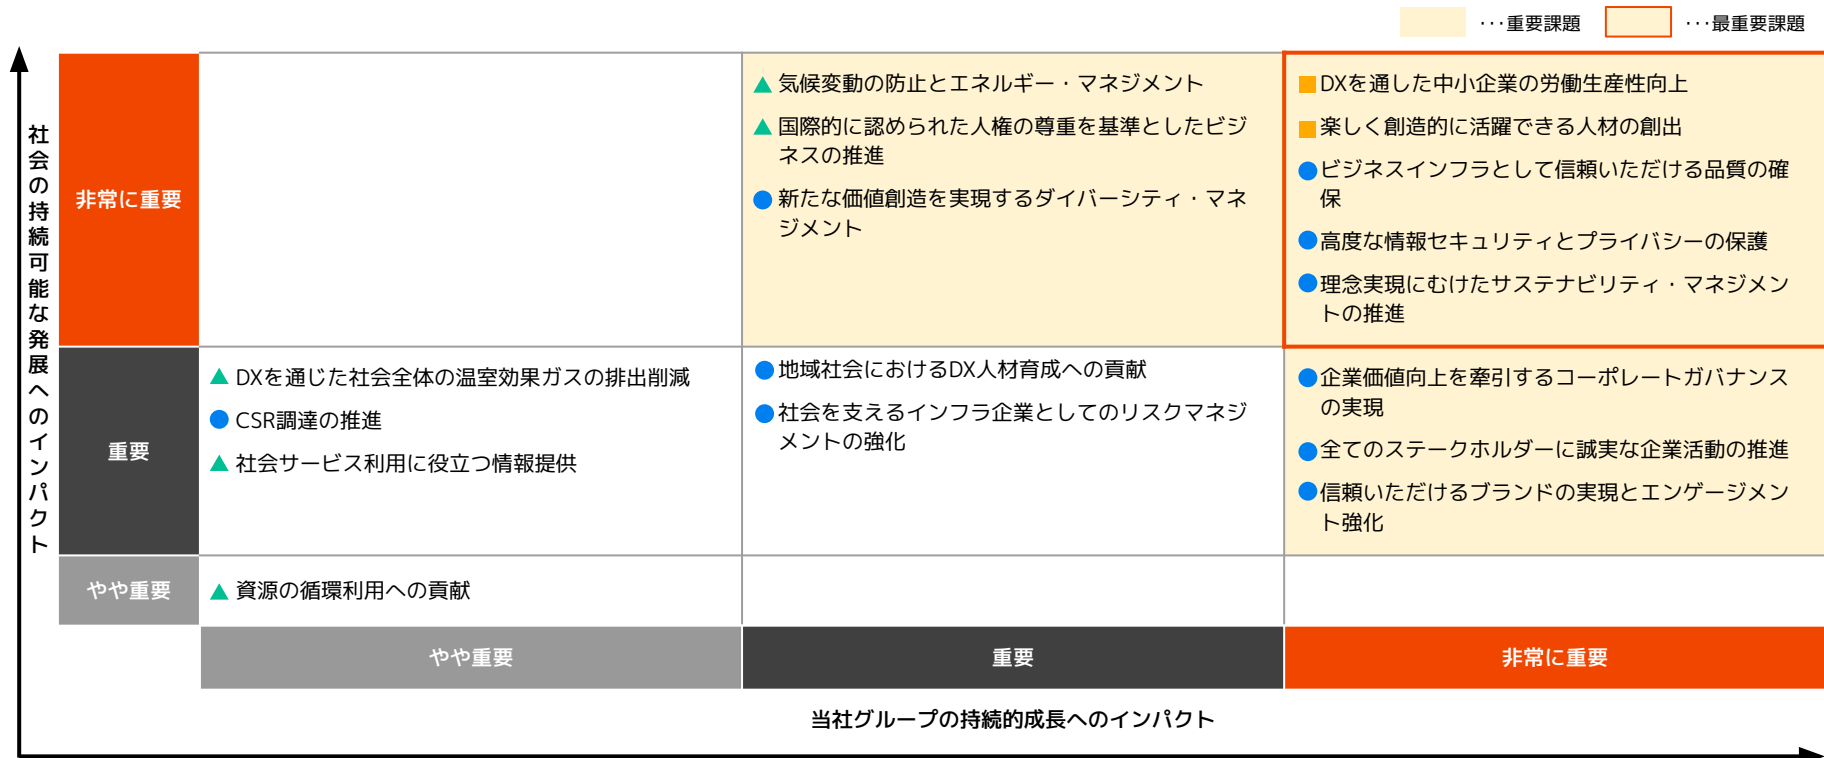 ･･･重要課題
･･･最重要課題
社会の持続可能な発展へのインパクト
非常に重要
気候変動の防止とエネルギー・マネジメント
国際的に認められた人権の尊重を基準としたビジ
ネスの推進
新たな価値創造を実現するダイバーシティ・マネ
ジメント
DXを通した中小企業の労働生産性向上
楽しく創造的に活躍できる人材の創出
ビジネスインフラとして信頼いただける品質の確
保
高度な情報セキュリティとプライバシーの保護
理念実現にむけたサステナビリティ・マネジメン
トの推進
重要
DXを通じた社会全体の温室効果ガスの排出削減
CSR調達の推進
社会サービス利用に役立つ情報提供
地域社会におけるDX人材育成への貢献
社会を支えるインフラ企業としてのリスクマネジ
メントの強化
企業価値向上を牽引するコーポレートガバナンス
の実現
全てのステークホルダーに誠実な企業活動の推進
信頼いただけるブランドの実現とエンゲージメン
ト強化
やや重要
資源の循環利用への貢献
やや重要
重要
非常に重要
当社グループの持続的成長へのインパクト